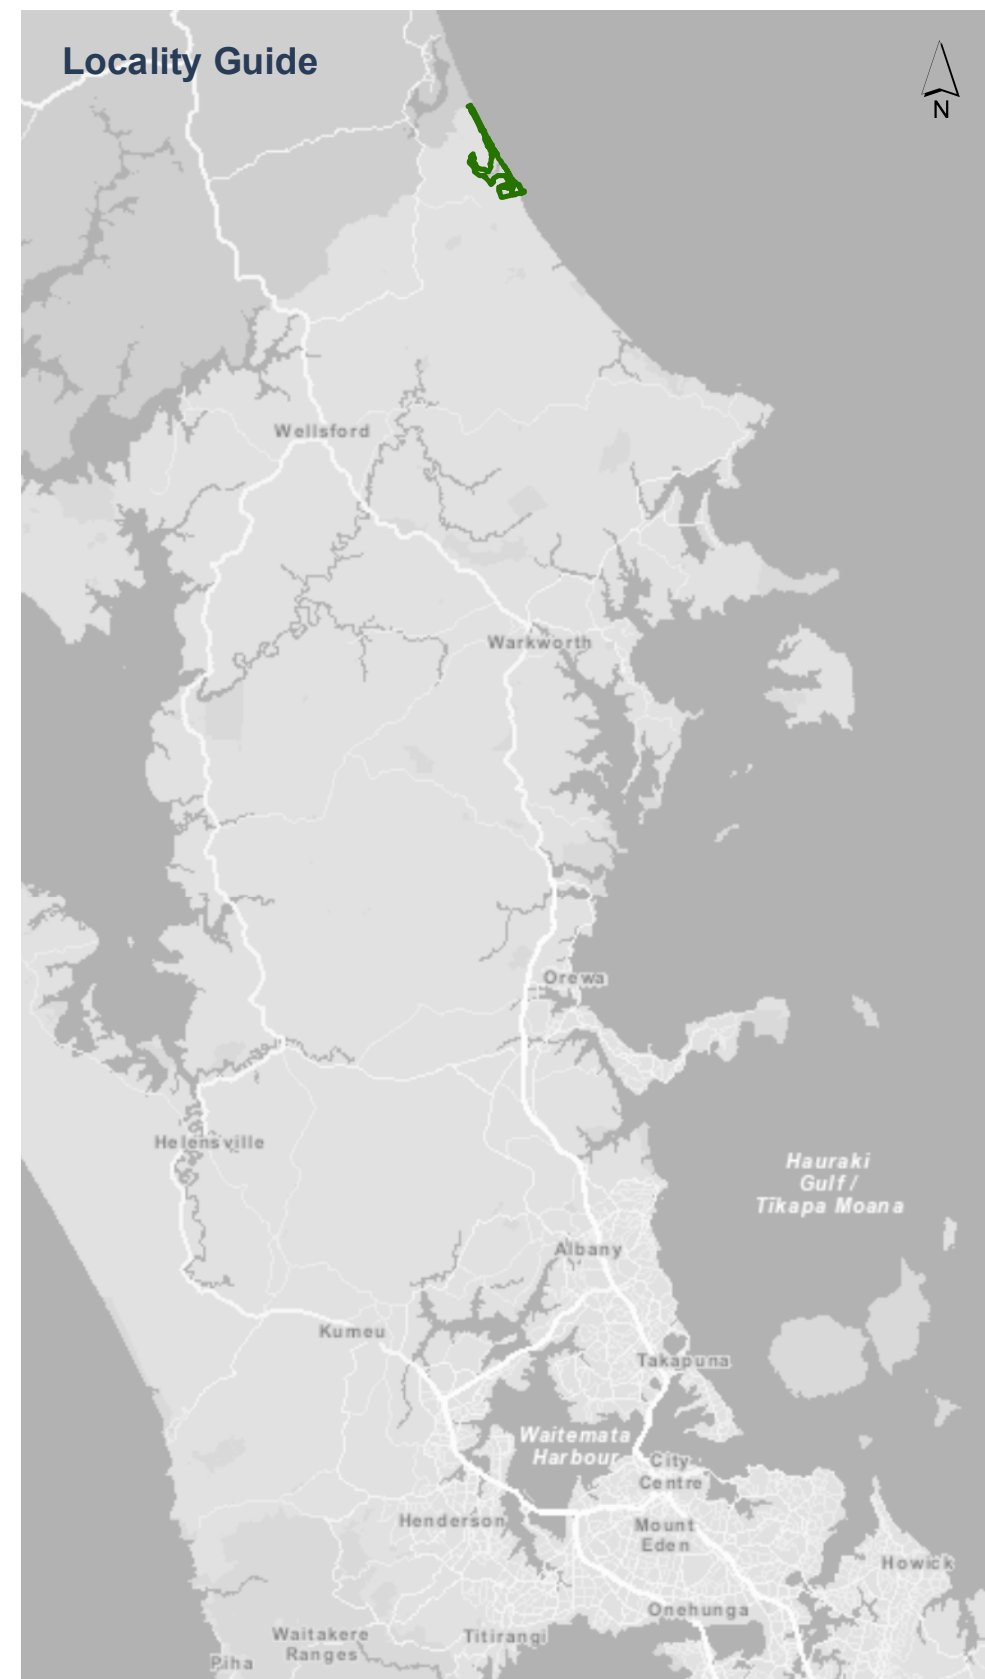 Locality Guide
N
Wellsford
Warkworth
Orewa
Helensville
Hauraki
Gulf /
Tīkapa Moana
Albany
Kumeu
Takapuna
Waitemata
Harbour
City
Centre
Henderson
Mount
Eden
Howick
Onehunga
Waitakere
Ranges
Titirangi
Piha